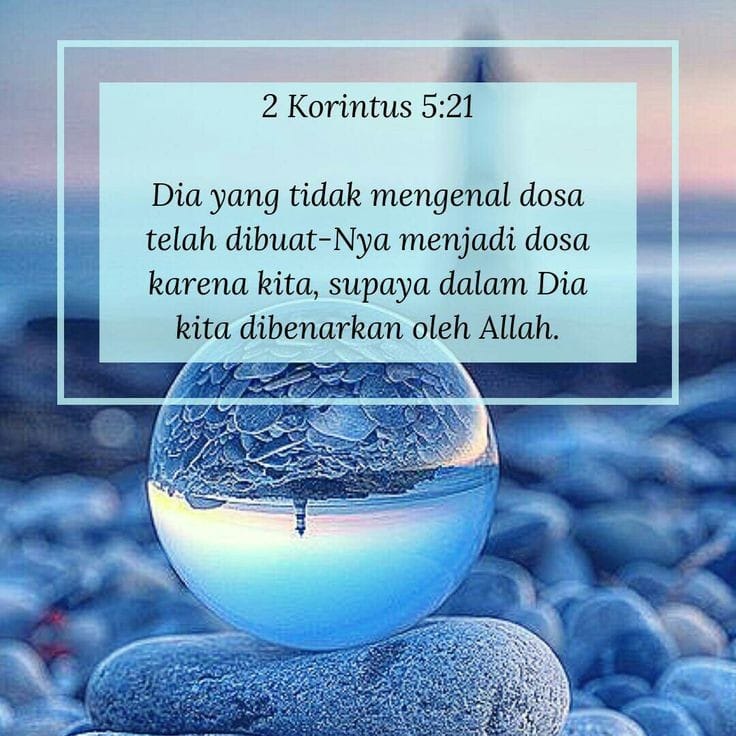 2 Korintus 5:21
Dia yang tidak mengenal dosa
telah dibuat-Nya menjadi dosa
karena kita, supaya dalam Dia
kita dibenarkan oleh Allah.